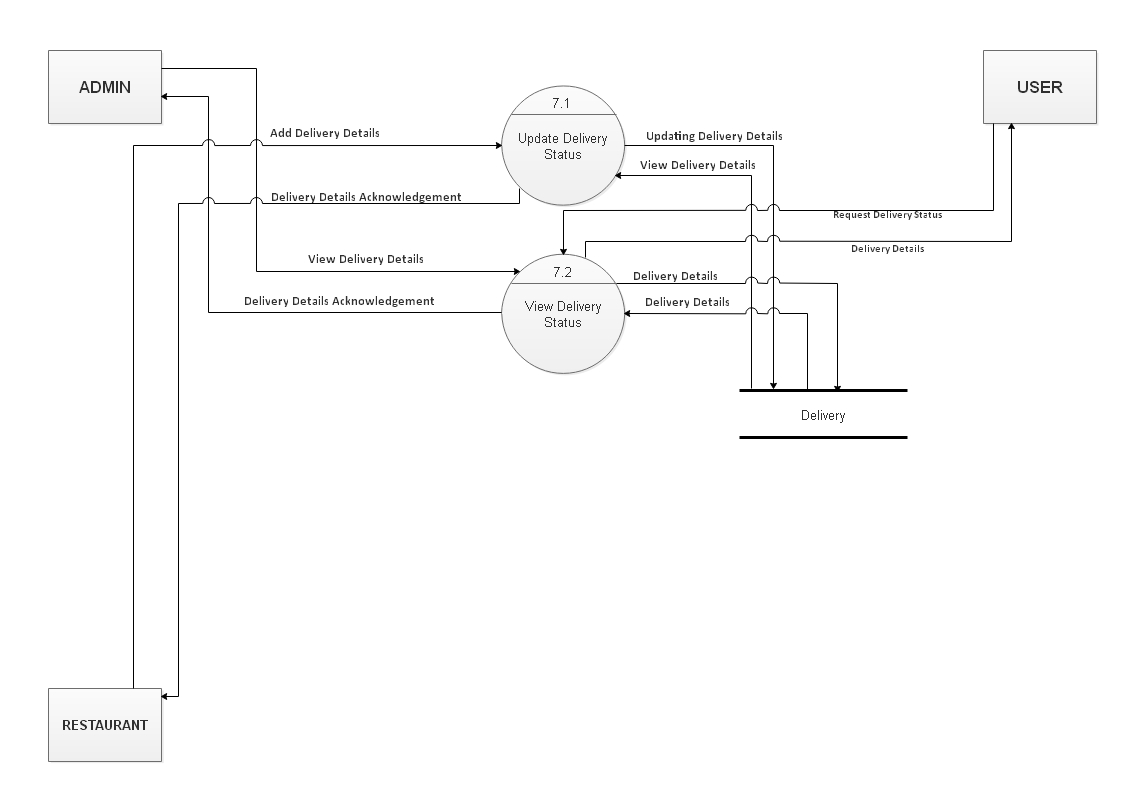 ADMIN
USER
7.1
Update Delivery
Status
Add Delivery Details
Updating Delivery Details
View Delivery Details
Delivery Details Acknowledgement
Request Delivery Status
Delivery Details
View Delivery Details
7.2
View Delivery
Status
Delivery Details
Delivery Details
Delivery Details Acknowledgement
Delivery
RESTAURANT